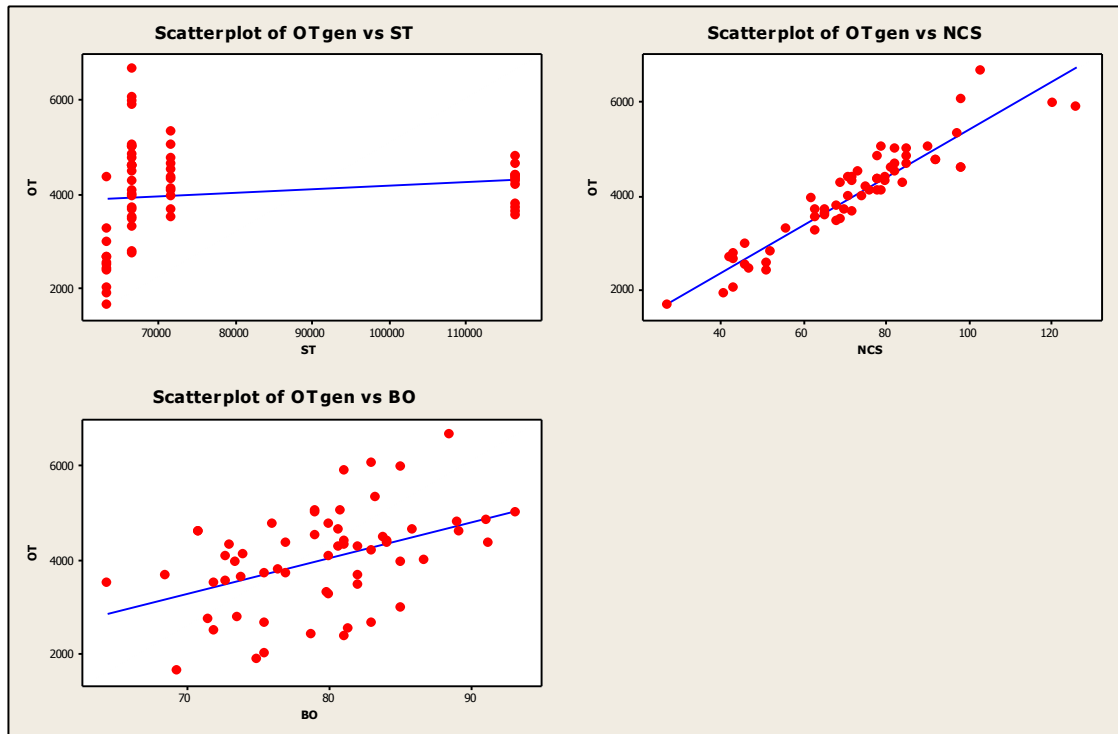 Scatterplot of OTgen vs ST
OT
6000
4000
2000
70000 80000 90000 100000 110000
ST
Scatterplot of OTgen vs NCS
OT
6000
4000
2000
40 60 80 100 120
NCS
Scatterplot of OTgen vs BO
OT
6000
4000
2000
70 80 90
BO